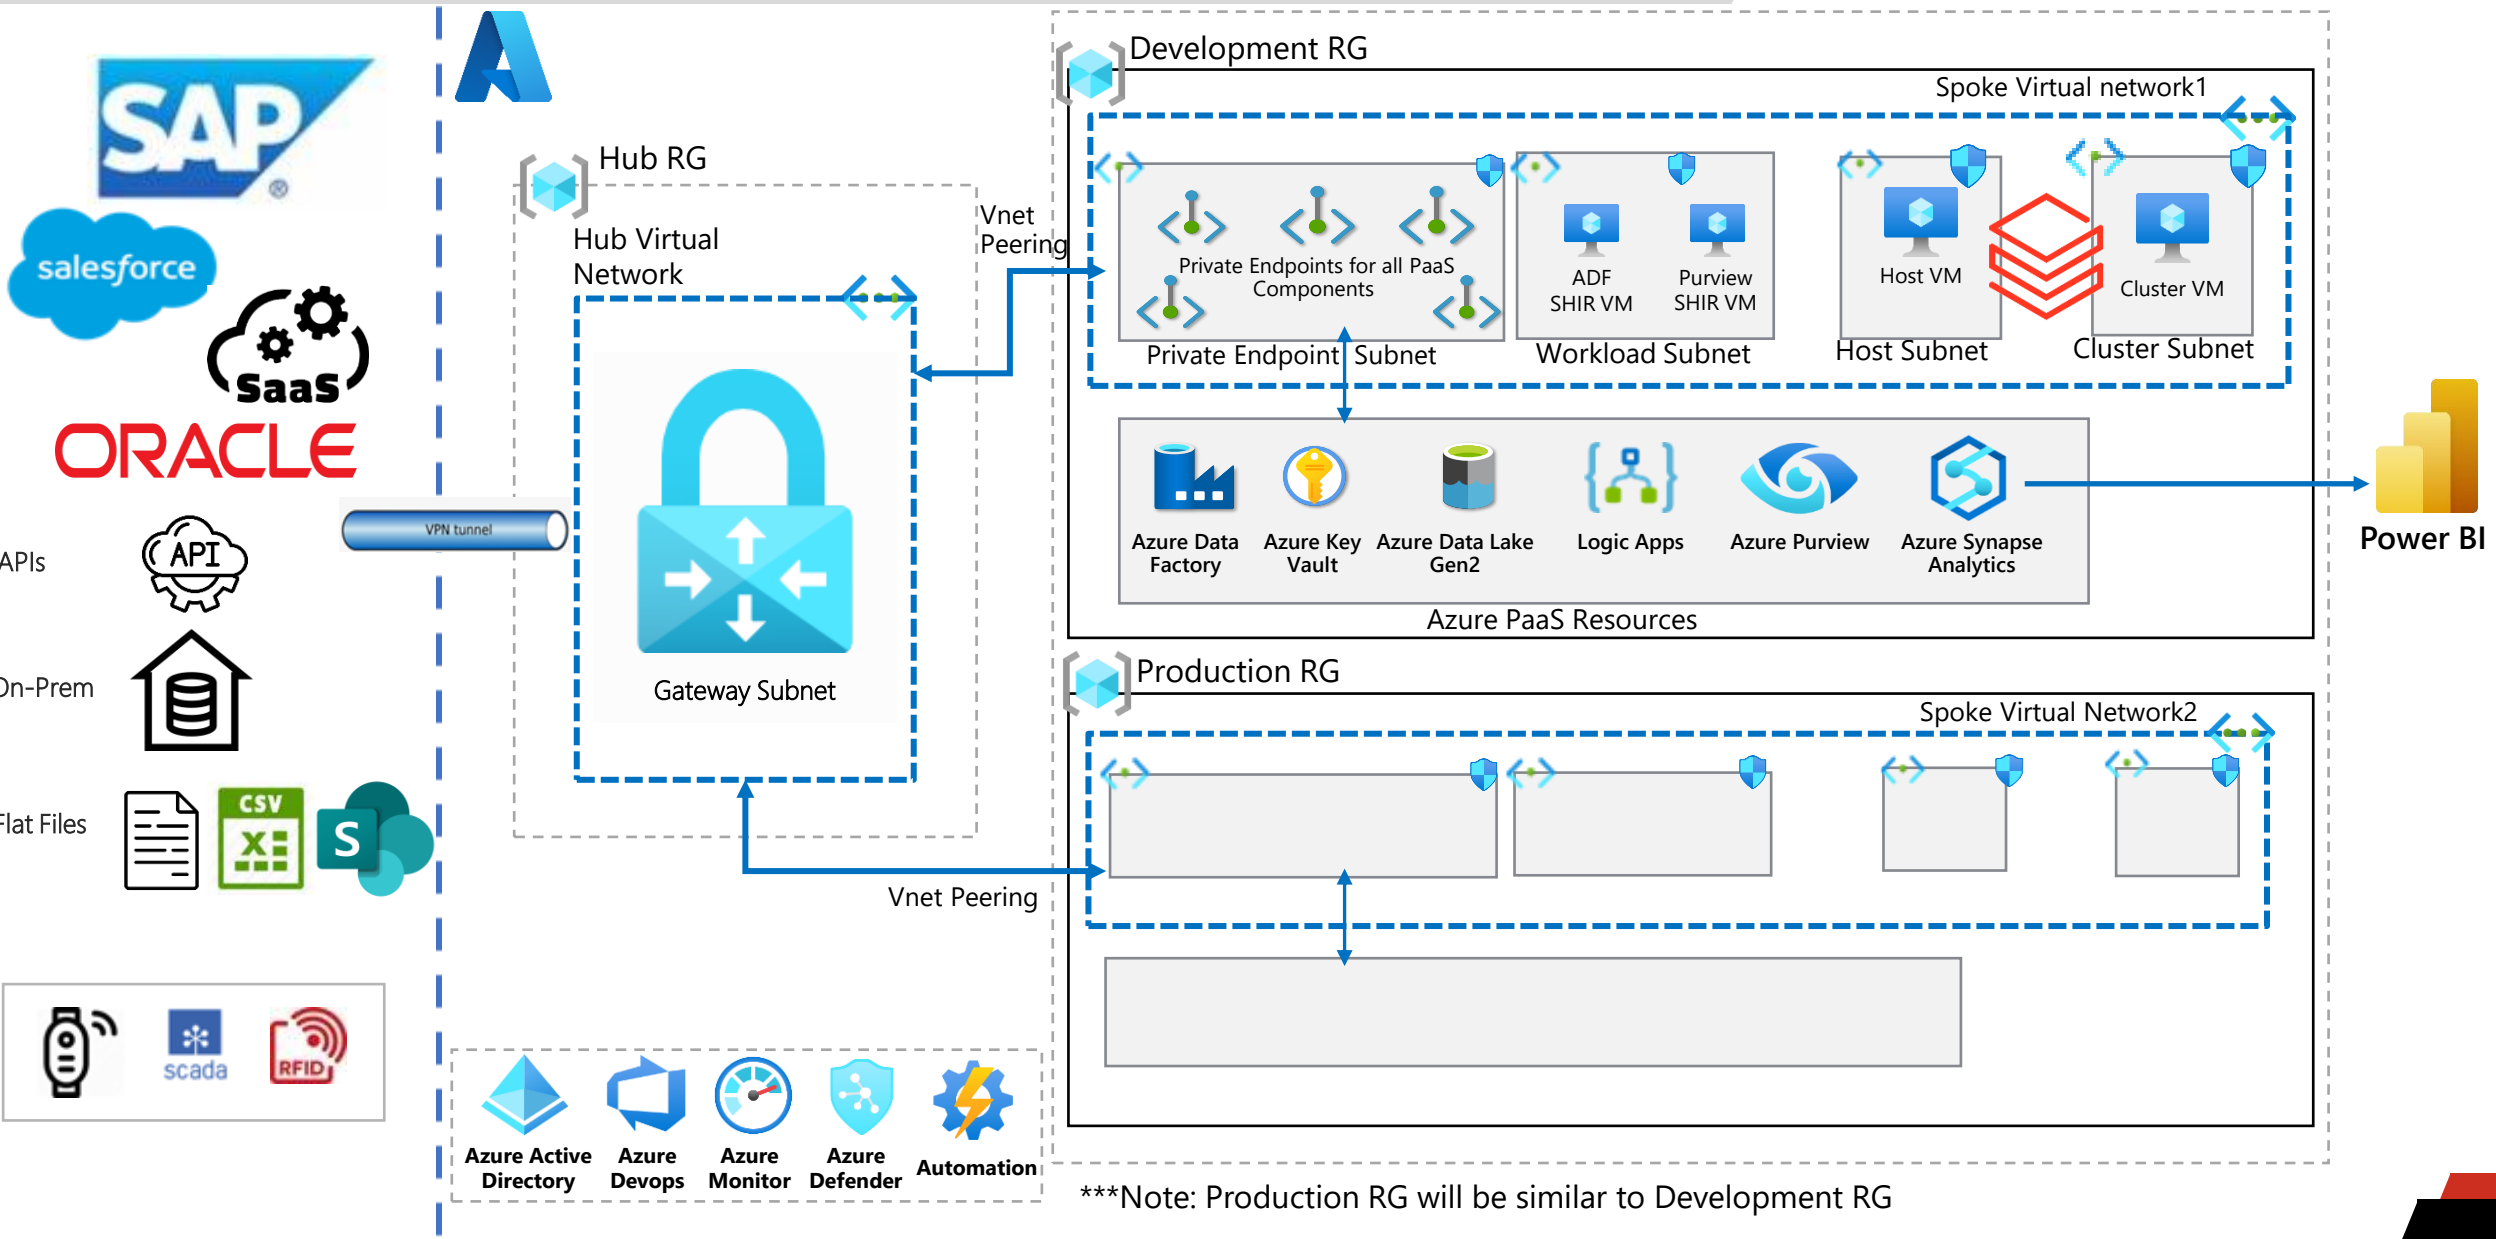 SAP
®
salesforce
SaaS
ORACLE
APIs
API
On-Prem
Flat Files
CSV
X
S
scada
RFID
VPN tunnel
Hub RG
Hub Virtual
Network
Gateway Subnet
Vnet
Peering
Vnet Peering
Azure Active
Directory
Azure
Devops
Azure
Monitor
Azure
Defender
Automation
Development RG
Spoke Virtual network1
Private Endpoints for all PaaS
Components
Private Endpoint Subnet
ADF
SHIR VM
Purview
SHIR VM
Workload Subnet
Host VM
Host Subnet
Cluster VM
Cluster Subnet
Azure Data
Factory
Azure Key
Vault
Azure Data Lake
Gen2
Logic Apps
Azure Purview
Azure Synapse
Analytics
Azure PaaS Resources
Power BI
Production RG
Spoke Virtual Network2
***Note: Production RG will be similar to Development RG